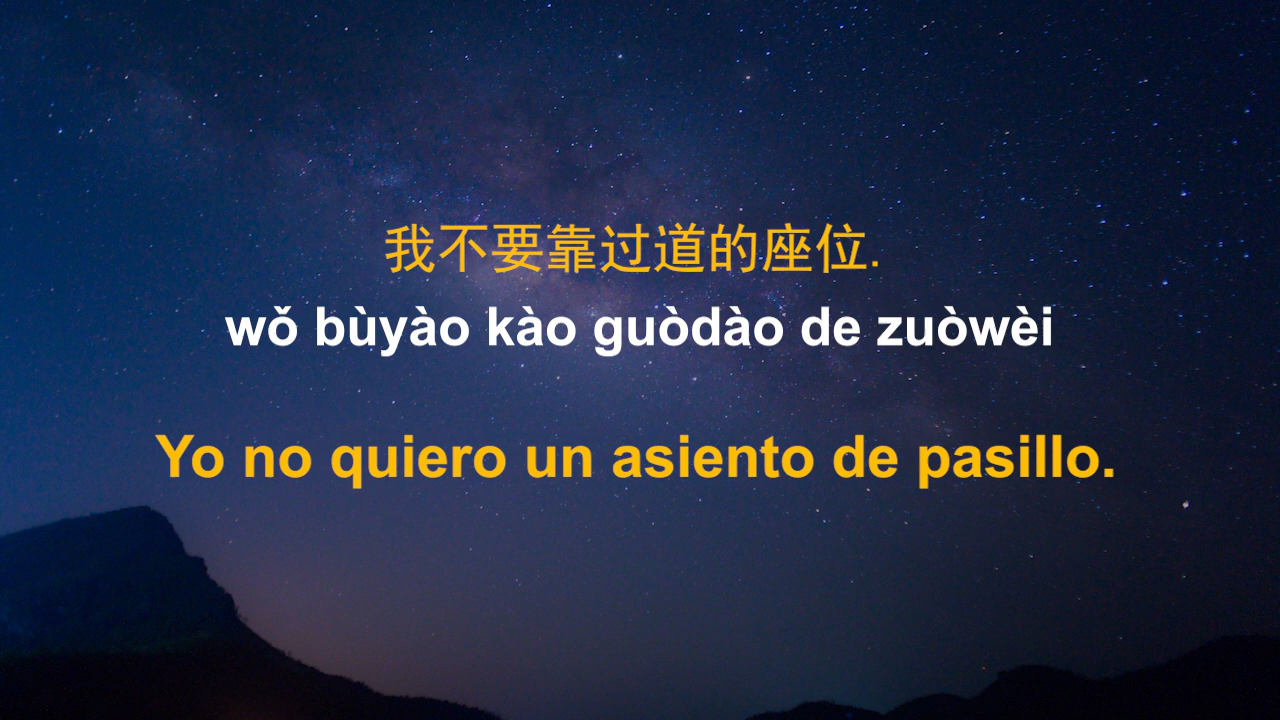 我不要靠过道的座位.
wǒ bùyào kào guòdào de zuòwèi
Yo no quiero un asiento de pasillo.